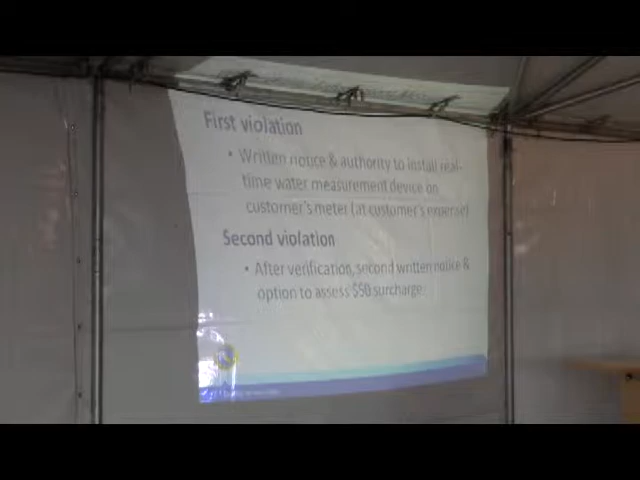 First violation
• Written notice & authority to install real-
time water measurement device on
customer's meter (at customer's expense)
Second violation
• After verification, second written notice &
option to assess $50 surcharge